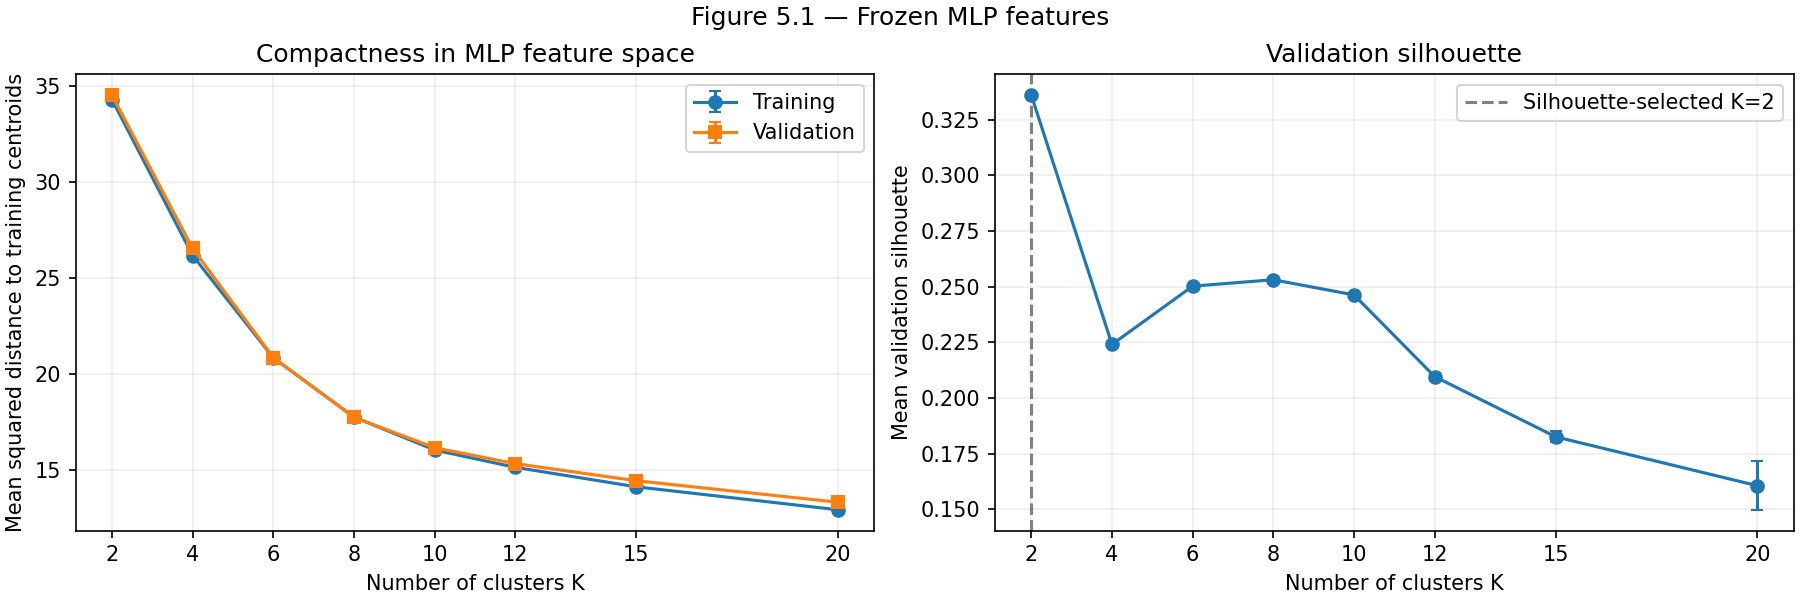 Figure 5.1 — Frozen MLP features
Compactness in MLP feature space
Mean squared distance to training centroids
35
30
25
20
15
Training
Validation
2 4 6 8 10 12 15 20
Number of clusters K
Validation silhouette
Mean validation silhouette
0.325
0.300
0.275
0.250
0.225
0.200
0.175
0.150
Silhouette-selected K=2
2 4 6 8 10 12 15 20
Number of clusters K